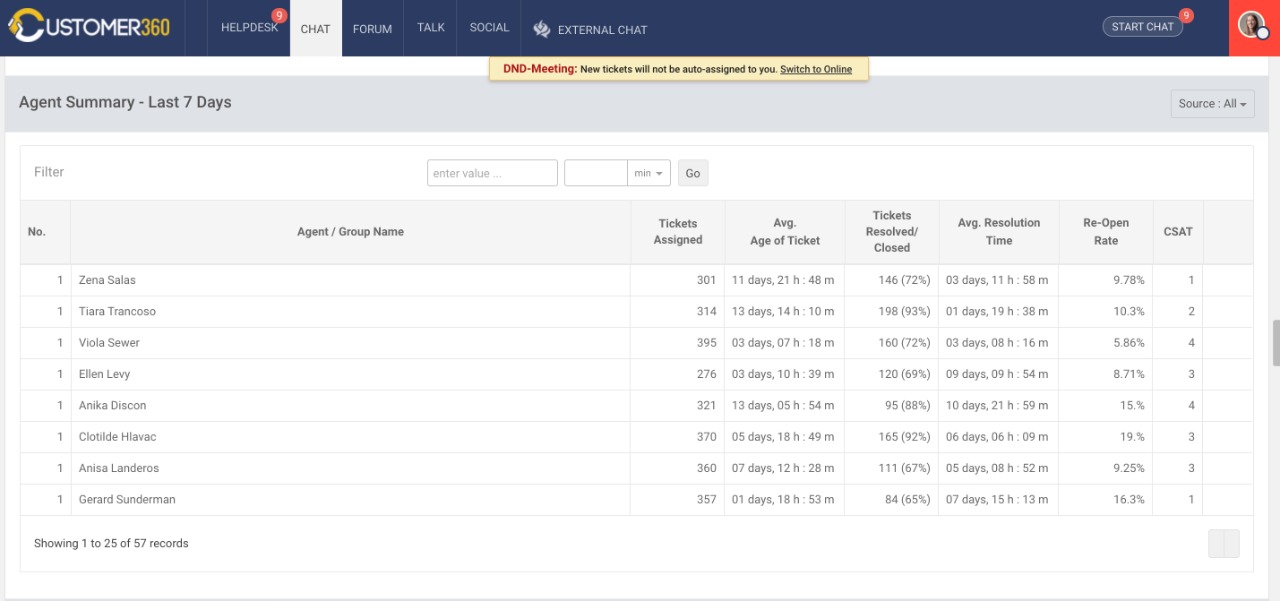 CUSTOMER360 HELPDESK 9 CHAT FORUM TALK SOCIAL EXTERNAL CHAT START CHAT 9
DND-Meeting: New tickets will not be auto-assigned to you. Switch to Online
Agent Summary - Last 7 Days Source : All
Filter enter value ... min Go
No. Agent / Group Name Tickets Assigned Avg. Age of Ticket Tickets Resolved/ Closed Avg. Resolution Time Re-Open Rate CSAT
1 Zena Salas 301 11 days, 21 h : 48 m 146 (72%) 03 days, 11 h : 58 m 9.78% 1
1 Tiara Trancoso 314 13 days, 14 h : 10 m 198 (93%) 01 days, 19 h : 38 m 10.3% 2
1 Viola Sewer 395 03 days, 07 h : 18 m 160 (72%) 03 days, 08 h : 16 m 5.86% 4
1 Ellen Levy 276 03 days, 10 h : 39 m 120 (69%) 09 days, 09 h : 54 m 8.71% 3
1 Anika Discon 321 13 days, 05 h : 54 m 95 (88%) 10 days, 21 h : 59 m 15.% 4
1 Clotilde Hlavac 370 05 days, 18 h : 49 m 165 (92%) 06 days, 06 h : 09 m 19.% 3
1 Anisa Landeros 360 07 days, 12 h : 28 m 111 (67%) 05 days, 08 h : 52 m 9.25% 3
1 Gerard Sunderman 357 01 days, 18 h : 53 m 84 (65%) 07 days, 15 h : 13 m 16.3% 1
Showing 1 to 25 of 57 records